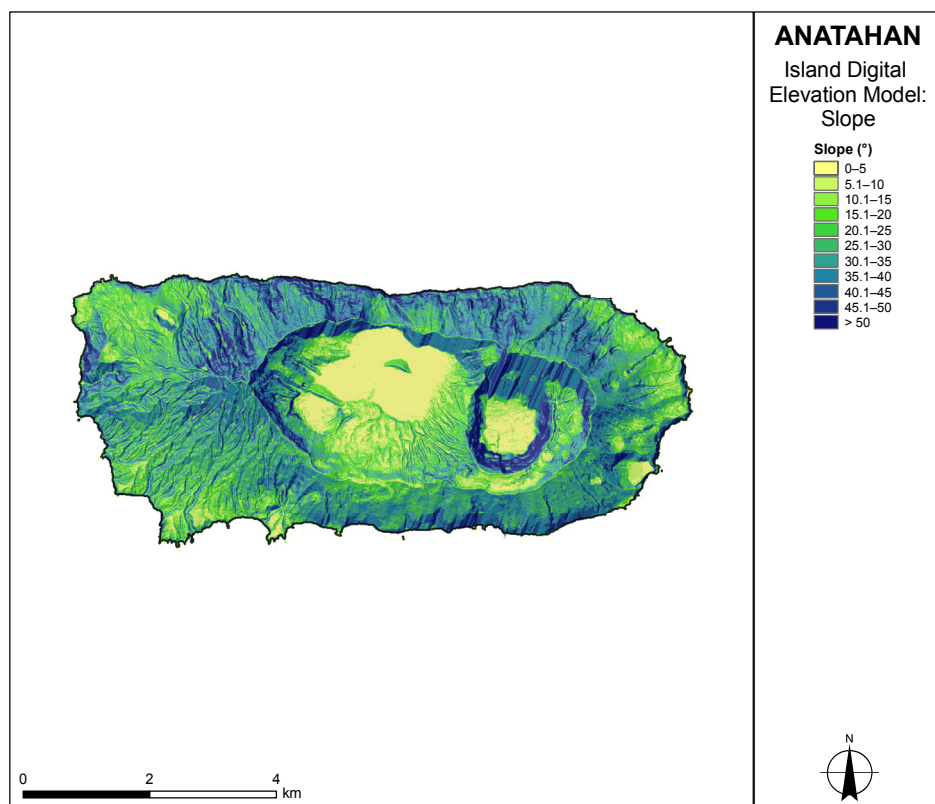 ANATAHAN
Island Digital
Elevation Model:
Slope
Slope (°)
0–5
5.1–10
10.1–15
15.1–20
20.1–25
25.1–30
30.1–35
35.1–40
40.1–45
45.1–50
> 50
N
0 2 4
km